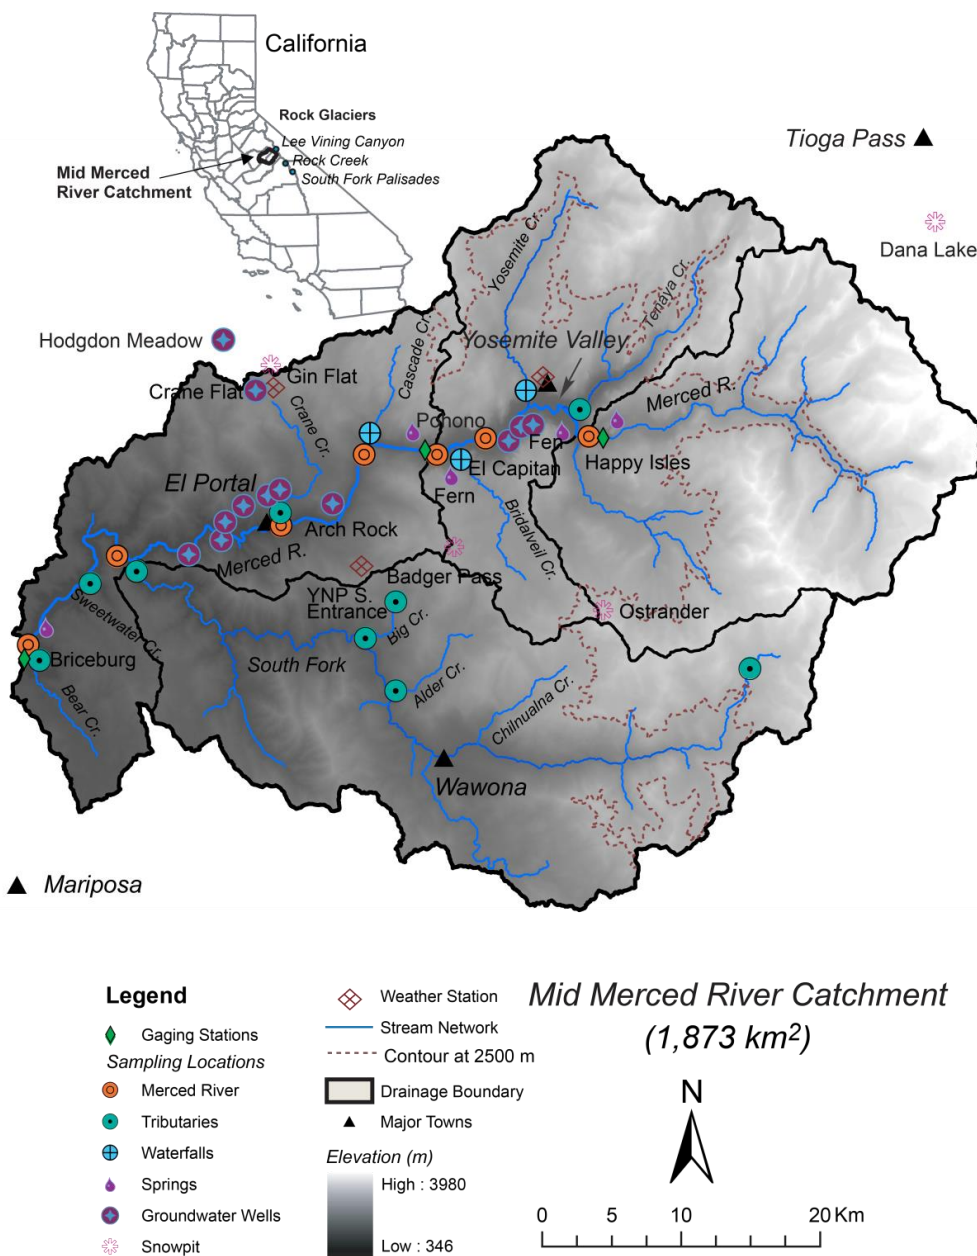 California
Rock Glaciers
Lee Vining Canyon
Rock Creek
South Fork Palisades
Mid Merced
River Catchment
Tioga Pass
Dana Lake
Yosemite Cr.
Tenaya Cr.
Hodgdon Meadow
Cascade Cr.
Yosemite Valley
Gin Flat
Crane Flat
Crane Cr.
Merced R.
Pohono
Fen
Happy Isles
El Capitan
El Portal
Fern
Arch Rock
Bridalveil Cr.
Merced R.
Badger Pass
YNP S.
Entrance
Ostrander
Sweetwater Cr.
Big Cr.
Briceburg
South Fork
Alder Cr.
Bear Cr.
Chilnualna Cr.
Wawona
Mariposa
Legend
Gaging Stations
Sampling Locations
Merced River
Tributaries
Waterfalls
Springs
Groundwater Wells
Snowpit
Weather Station
Stream Network
Contour at 2500 m
Drainage Boundary
Major Towns
Elevation (m)
High : 3980
Low : 346
Mid Merced River Catchment
(1,873 km²)
N
0 5 10 20 Km